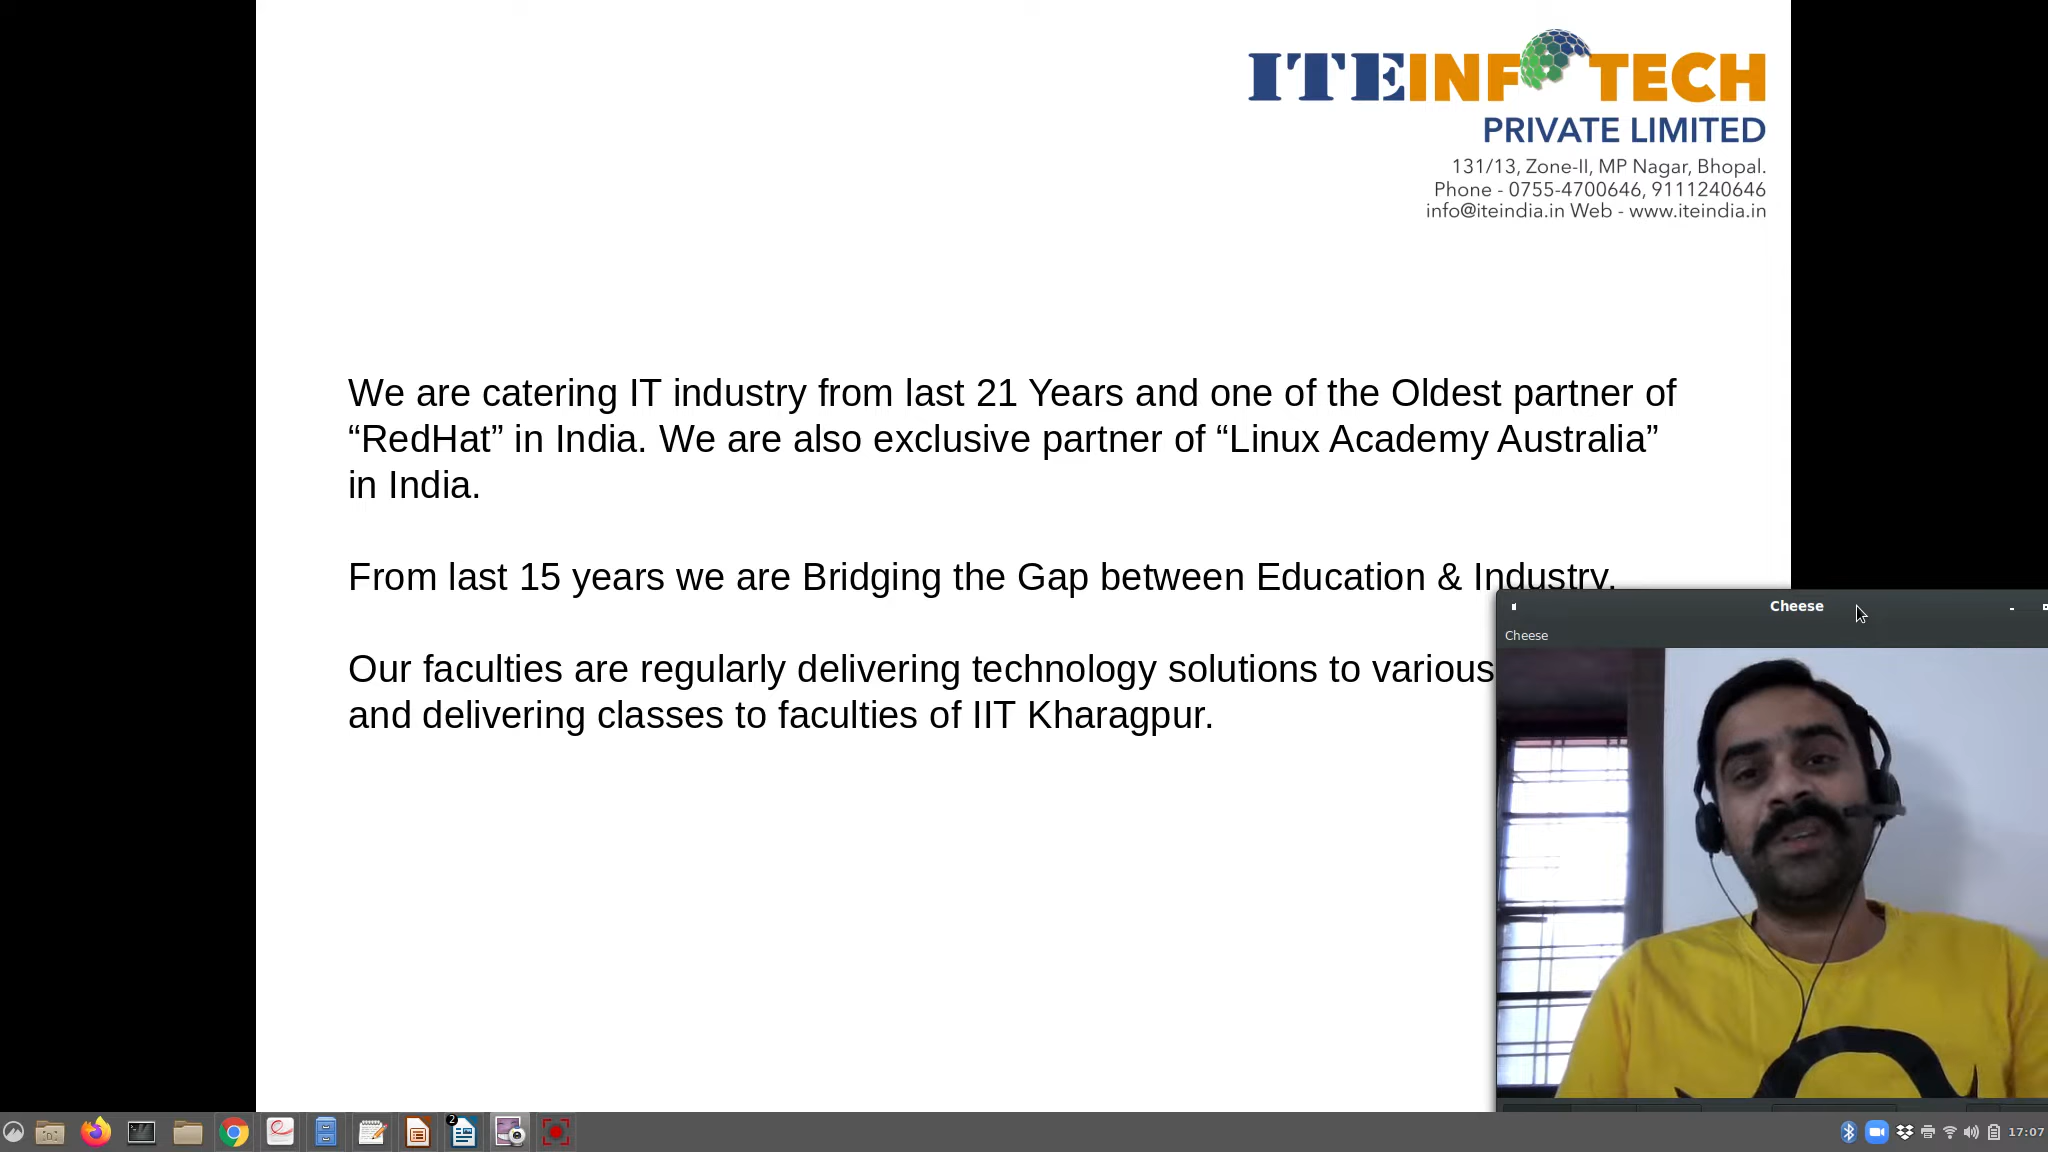 ITEINFOTECH
PRIVATE LIMITED
131/13, Zone-II, MP Nagar, Bhopal.
Phone - 0755-4700646, 9111240646
info@iteindia.in Web - www.iteindia.in
We are catering IT industry from last 21 Years and one of the Oldest partner of
“RedHat” in India. We are also exclusive partner of “Linux Academy Australia”
in India.
From last 15 years we are Bridging the Gap between Education & Industry.
Our faculties are regularly delivering technology solutions to various
and delivering classes to faculties of IIT Kharagpur.
Cheese
Cheese
2
17:07